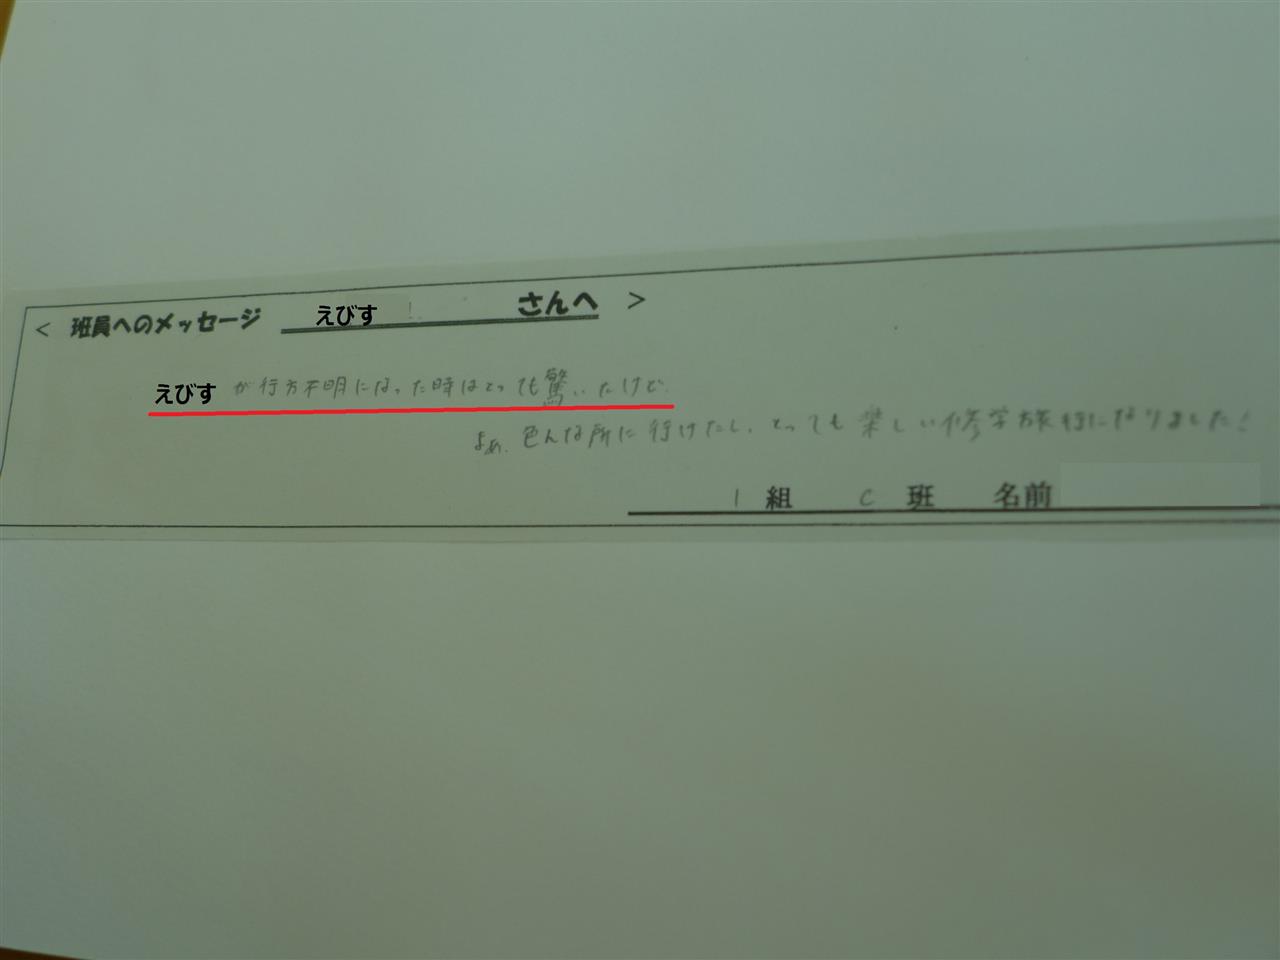 < 班員へのメッセージ えびす さんへ >
えびすが行方不明になった時はとっても驚いたけど、
まぁ、色んな所に行けたし、とっても楽しい修学旅行になりました!
1 組 C 班 名前